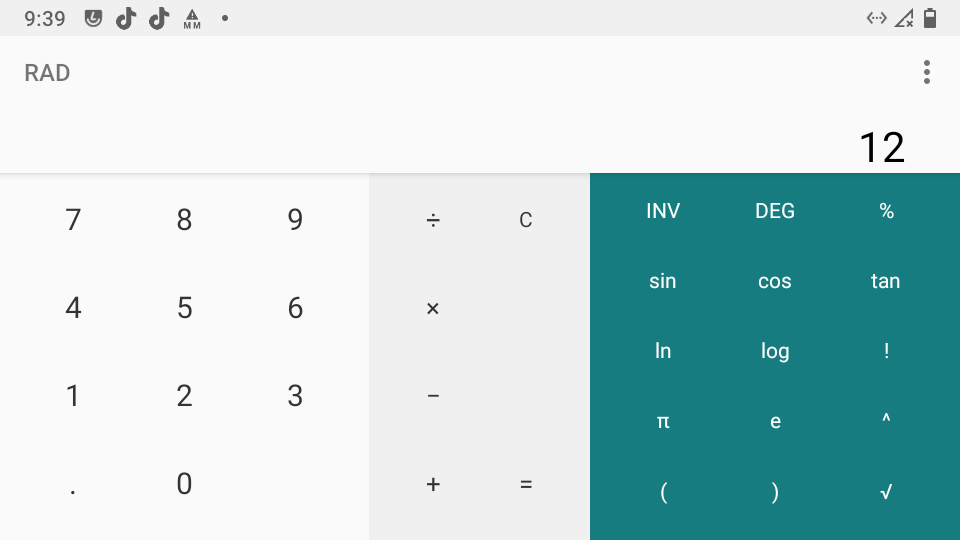 9:39 MM
RAD
12
7 8 9 ÷ C INV DEG %
4 5 6 × sin cos tan
1 2 3 − ln log !
. 0 + = π e ^
( ) √